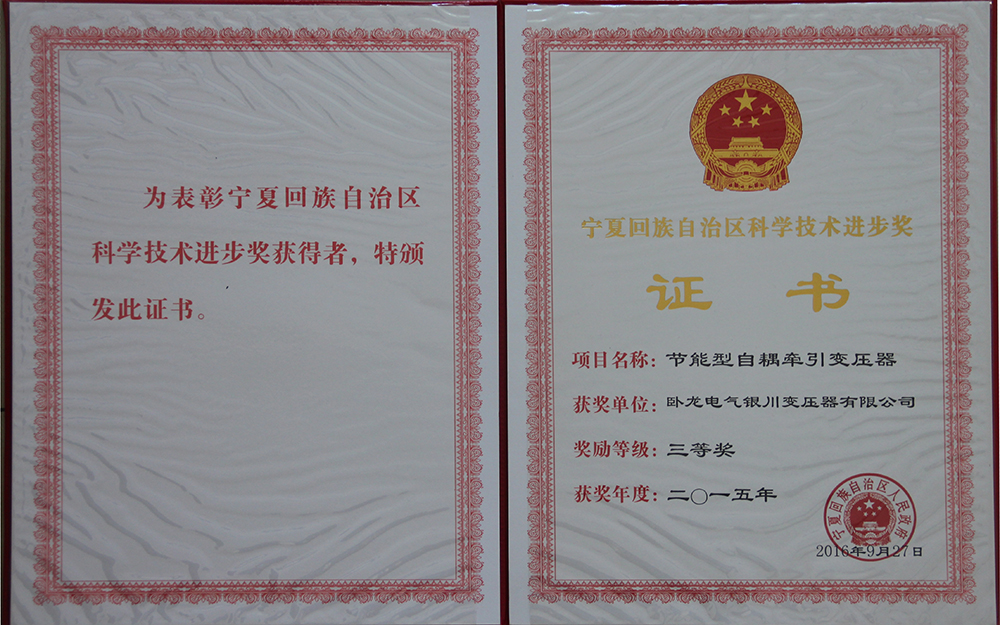 为表彰宁夏回族自治区
科学技术进步奖获得者，特颁
发此证书。
宁夏回族自治区科学技术进步奖
证 书
项目名称：节能型自耦牵引变压器
获奖单位：卧龙电气银川变压器有限公司
奖励等级：三等奖
获奖年度：二〇一五年
宁夏回族自治区人民政府
2016年9月27日